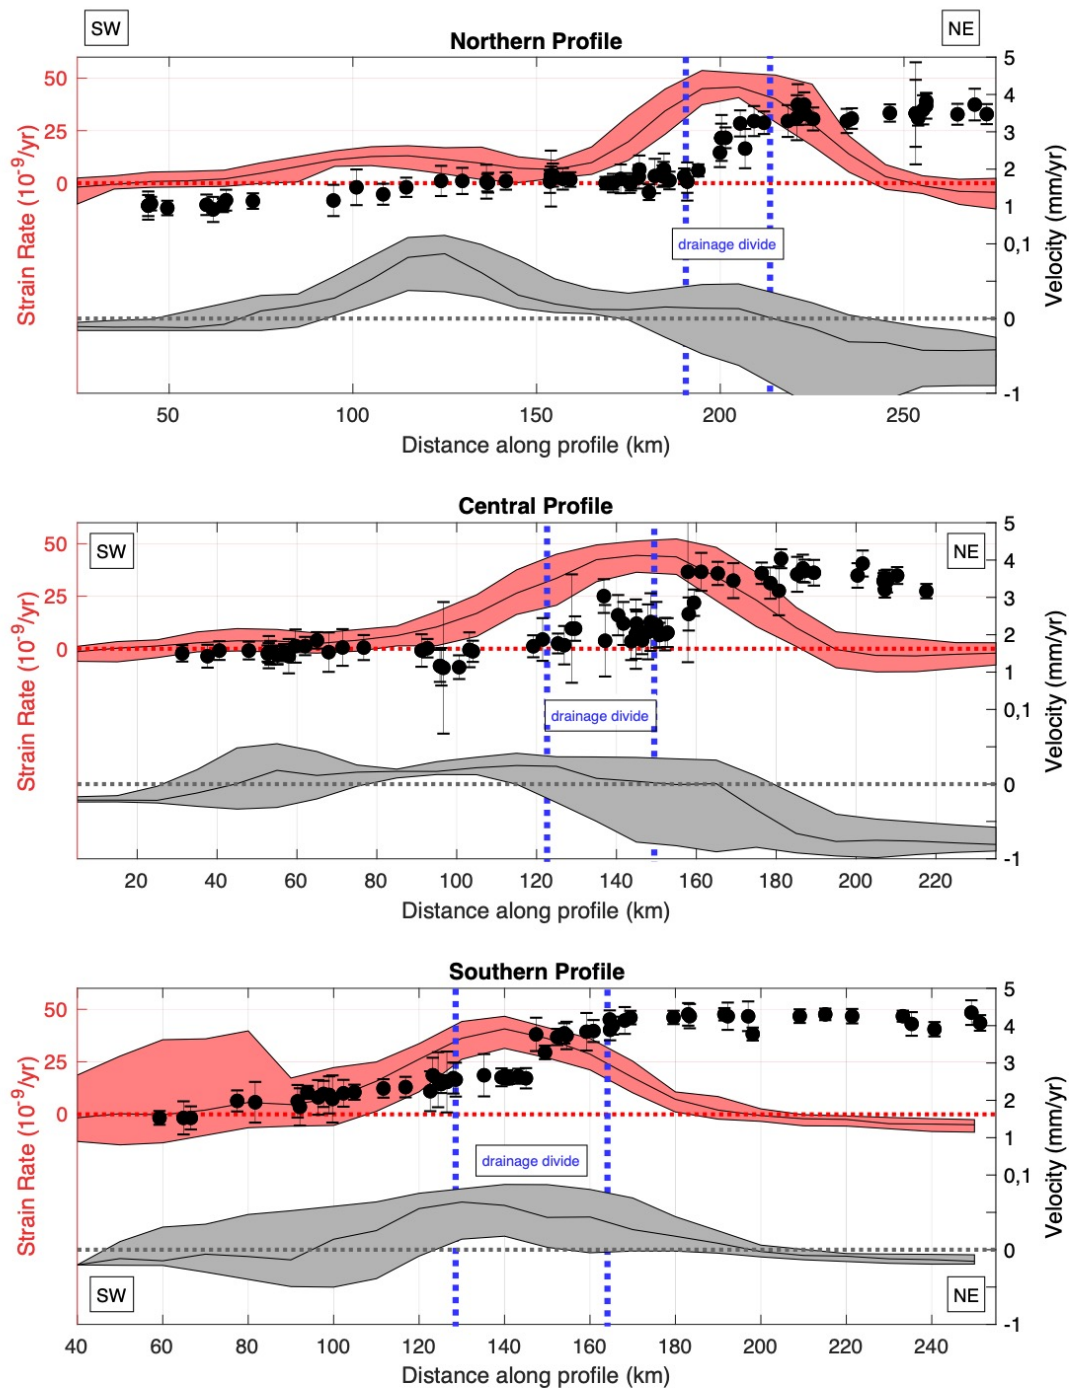 SW
NE
Northern Profile
50
25
0
Strain Rate (10-9/yr)
5
4
3
2
1
0,1
0
-1
Velocity (mm/yr)
drainage divide
50
100
150
200
250
Distance along profile (km)
Central Profile
SW
NE
50
25
0
Strain Rate (10-9/yr)
5
4
3
2
1
0,1
0
-1
Velocity (mm/yr)
drainage divide
20
40
60
80
100
120
140
160
180
200
220
Distance along profile (km)
Southern Profile
50
25
0
Strain Rate (10-9/yr)
5
4
3
2
1
0,1
0
-1
Velocity (mm/yr)
drainage divide
SW
NE
40
60
80
100
120
140
160
180
200
220
240
Distance along profile (km)